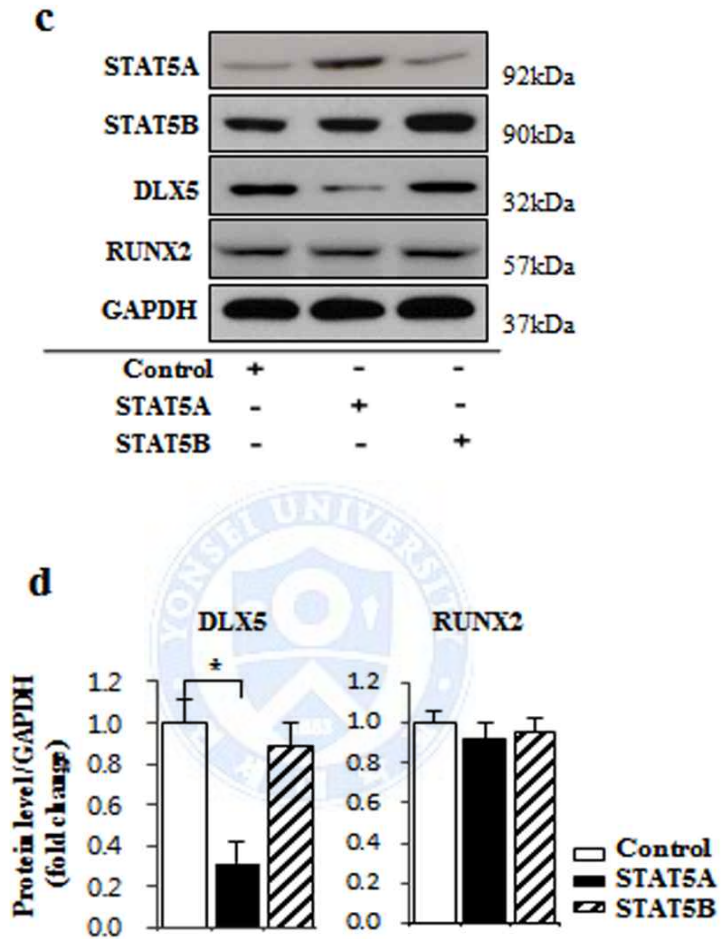 c
STAT5A 92kDa
STAT5B 90kDa
DLX5 32kDa
RUNX2 57kDa
GAPDH 37kDa
Control + - -
STAT5A - + -
STAT5B - - +
YONSEI UNIVERSITY
d
DLX5 RUNX2
*
Protein level/GAPDH
(fold change)
1.2 1.2
1.0 1.0
0.8 0.8
0.6 0.6
0.4 0.4
0.2 0.2
0.0 0.0
Control
STAT5A
STAT5B